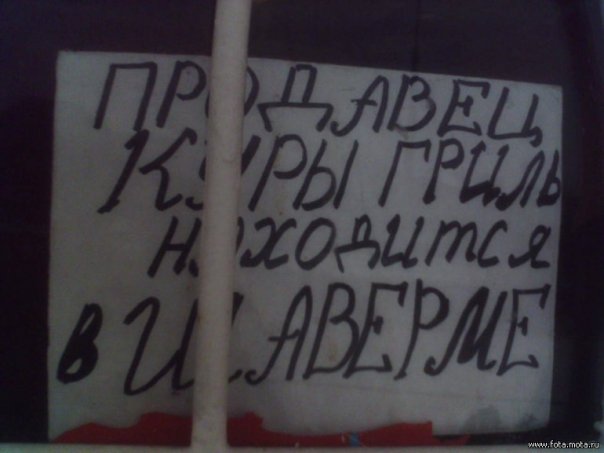 ПРОДАВЕЦ
КУРЫ ГРИЛЬ
НАХОДИТСЯ
в ШАВЕРМЕ
www.fota.mota.ru